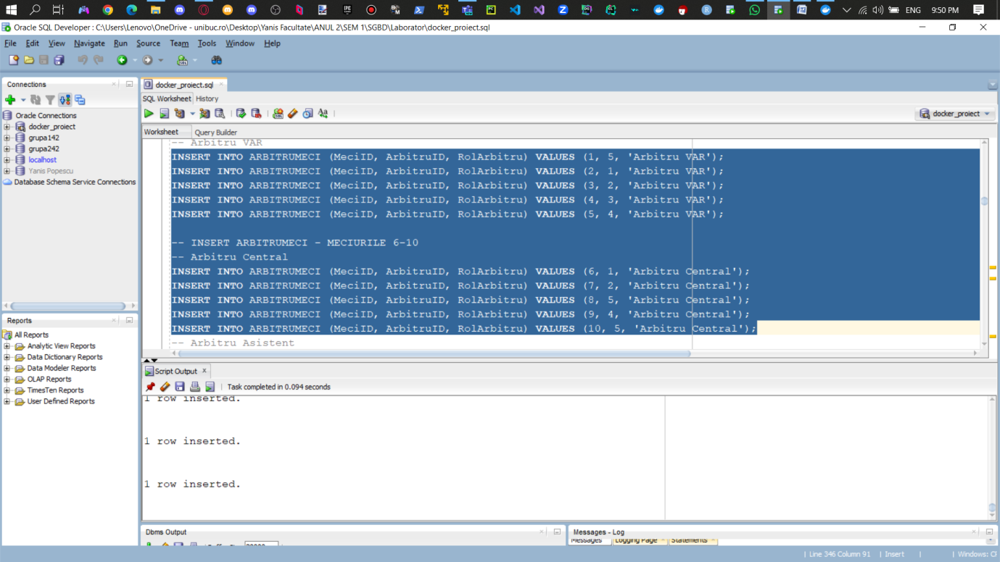 ENG 9:50 PM
Oracle SQL Developer : C:\Users\Lenovo\OneDrive - unibuc.ro\Desktop\Yanis Facultate\ANUL 2\SEM 1\SGBD\Laborator\docker_proiect.sql
File Edit View Navigate Run Source Team Tools Window Help
Connections
Oracle Connections
docker_project
grupa142
grupa242
localhost
Yanis Popescu
Database Schema Service Connections
Reports
All Reports
Analytic View Reports
Data Dictionary Reports
Data Modeler Reports
OLAP Reports
TimesTen Reports
User Defined Reports
docker_proiect.sql
SQL Worksheet History
docker_proiect
Worksheet Query Builder
-- Arbitru VAR
INSERT INTO ARBITRUMECI (MeciID, ArbitruID, RolArbitru) VALUES (1, 5, 'Arbitru VAR');
INSERT INTO ARBITRUMECI (MeciID, ArbitruID, RolArbitru) VALUES (2, 1, 'Arbitru VAR');
INSERT INTO ARBITRUMECI (MeciID, ArbitruID, RolArbitru) VALUES (3, 2, 'Arbitru VAR');
INSERT INTO ARBITRUMECI (MeciID, ArbitruID, RolArbitru) VALUES (4, 3, 'Arbitru VAR');
INSERT INTO ARBITRUMECI (MeciID, ArbitruID, RolArbitru) VALUES (5, 4, 'Arbitru VAR');
-- INSERT ARBITRUMECI - MECIURILE 6-10
-- Arbitru Central
INSERT INTO ARBITRUMECI (MeciID, ArbitruID, RolArbitru) VALUES (6, 1, 'Arbitru Central');
INSERT INTO ARBITRUMECI (MeciID, ArbitruID, RolArbitru) VALUES (7, 2, 'Arbitru Central');
INSERT INTO ARBITRUMECI (MeciID, ArbitruID, RolArbitru) VALUES (8, 5, 'Arbitru Central');
INSERT INTO ARBITRUMECI (MeciID, ArbitruID, RolArbitru) VALUES (9, 4, 'Arbitru Central');
INSERT INTO ARBITRUMECI (MeciID, ArbitruID, RolArbitru) VALUES (10, 5, 'Arbitru Central');
-- Arbitru Asistent
Script Output
Task completed in 0.094 seconds
1 row inserted.
1 row inserted.
1 row inserted.
Dbms Output
Messages - Log
Messages Logging Page Statements
Line 346 Column 91 Insert Windows: